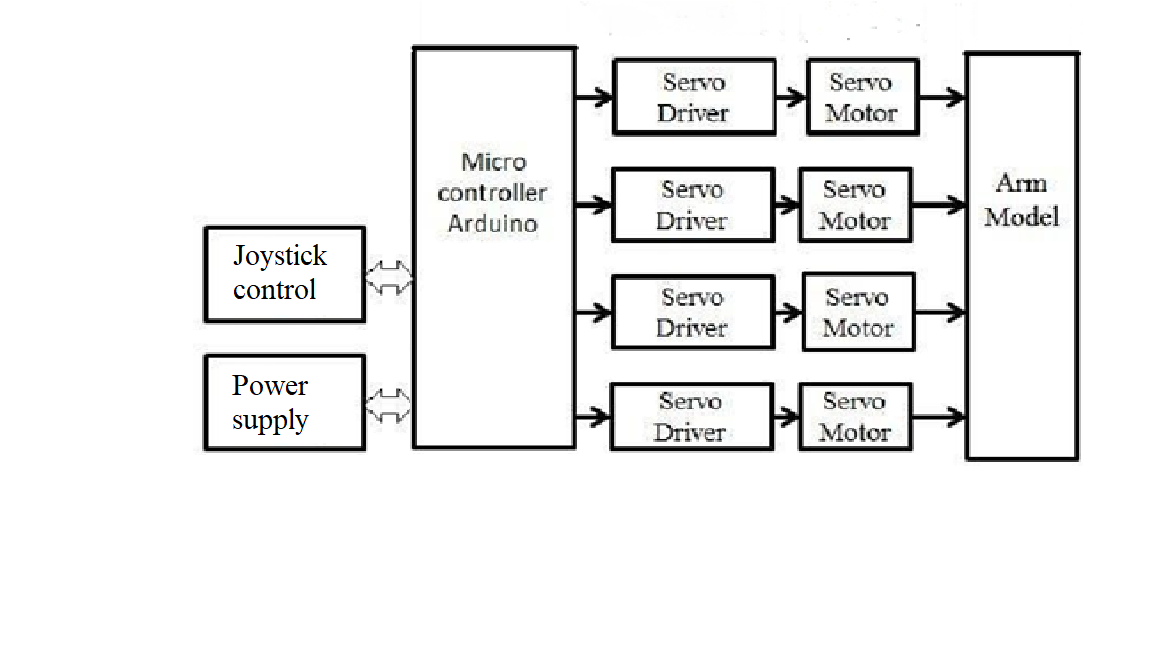 Joystick
control
Power
supply
Micro
controller
Arduino
Servo
Driver
Servo
Motor
Servo
Driver
Servo
Motor
Servo
Driver
Servo
Motor
Servo
Driver
Servo
Motor
Arm
Model